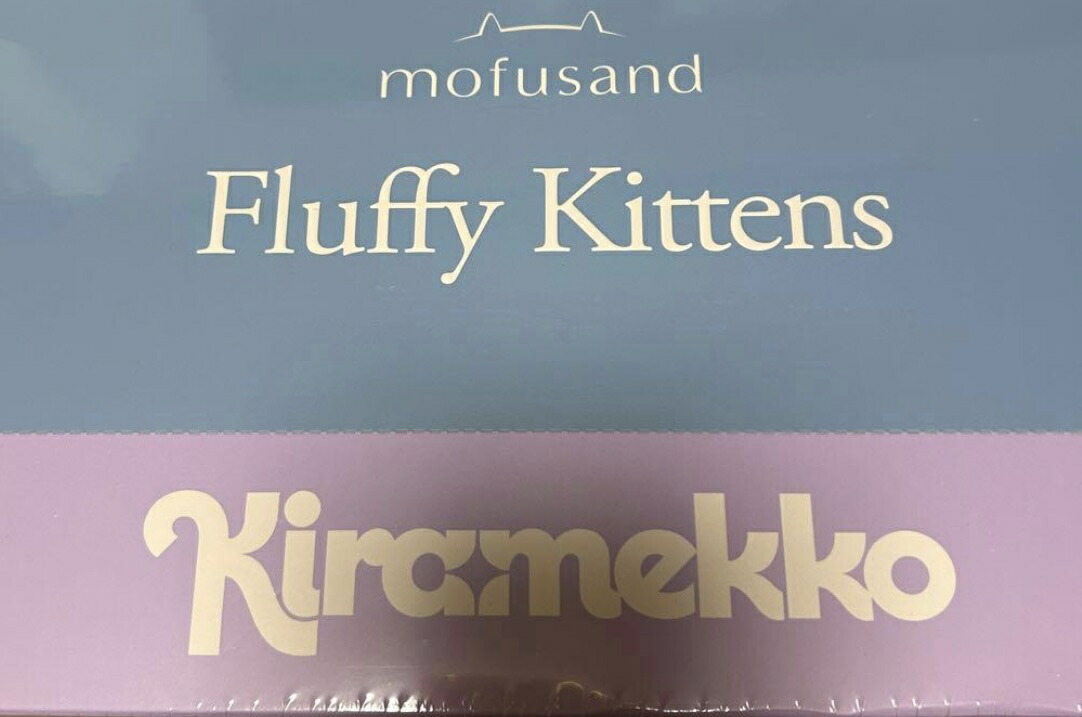 mofusand
Fluffy Kittens
Kiramekko